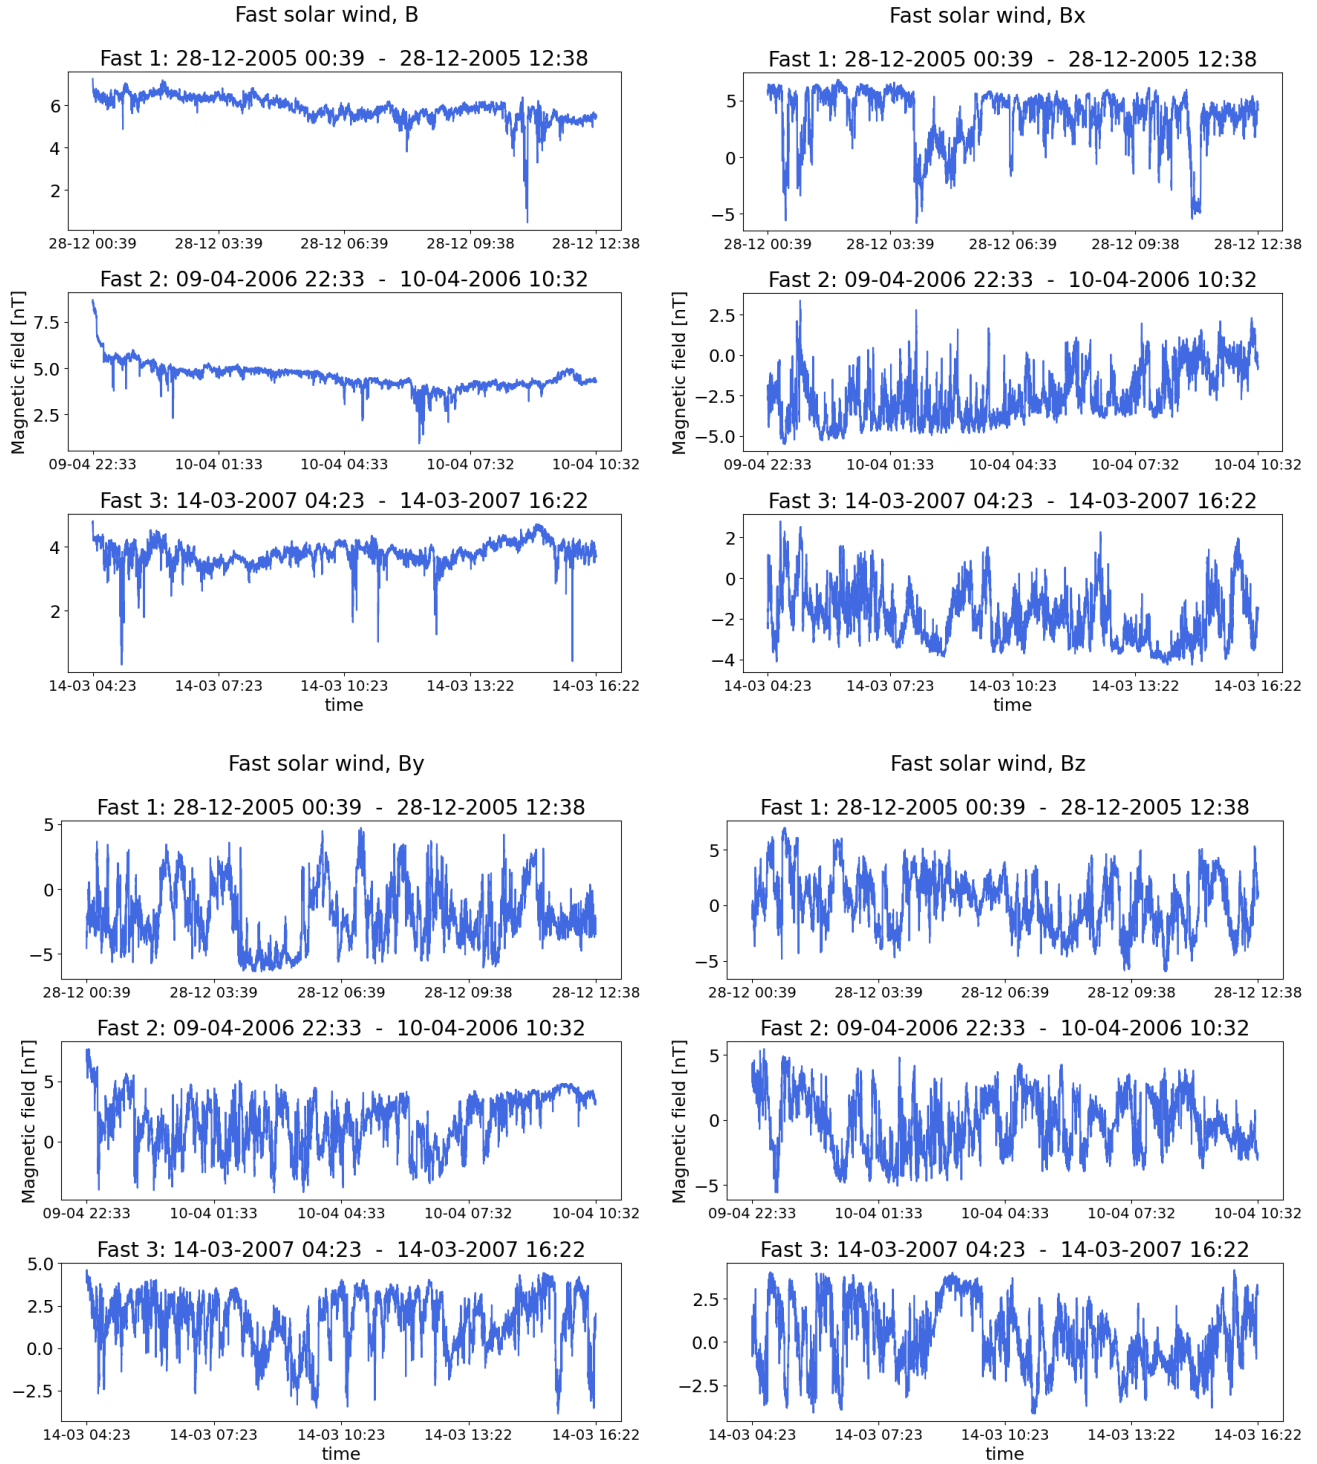 Fast solar wind, B
Fast 1: 28-12-2005 00:39 - 28-12-2005 12:38
6
4
2
28-12 00:39 28-12 03:39 28-12 06:39 28-12 09:38 28-12 12:38
Fast 2: 09-04-2006 22:33 - 10-04-2006 10:32
Magnetic field [nT]
7.5
5.0
2.5
09-04 22:33 10-04 01:33 10-04 04:33 10-04 07:32 10-04 10:32
Fast 3: 14-03-2007 04:23 - 14-03-2007 16:22
4
2
14-03 04:23 14-03 07:23 14-03 10:23 14-03 13:22 14-03 16:22
time
Fast solar wind, Bx
Fast 1: 28-12-2005 00:39 - 28-12-2005 12:38
5
0
−5
28-12 00:39 28-12 03:39 28-12 06:39 28-12 09:38 28-12 12:38
Fast 2: 09-04-2006 22:33 - 10-04-2006 10:32
Magnetic field [nT]
2.5
0.0
−2.5
−5.0
09-04 22:33 10-04 01:33 10-04 04:33 10-04 07:32 10-04 10:32
Fast 3: 14-03-2007 04:23 - 14-03-2007 16:22
2
0
−2
−4
14-03 04:23 14-03 07:23 14-03 10:23 14-03 13:22 14-03 16:22
time
Fast solar wind, By
Fast 1: 28-12-2005 00:39 - 28-12-2005 12:38
5
0
−5
28-12 00:39 28-12 03:39 28-12 06:39 28-12 09:38 28-12 12:38
Fast 2: 09-04-2006 22:33 - 10-04-2006 10:32
Magnetic field [nT]
5
0
09-04 22:33 10-04 01:33 10-04 04:33 10-04 07:32 10-04 10:32
Fast 3: 14-03-2007 04:23 - 14-03-2007 16:22
5.0
2.5
0.0
−2.5
14-03 04:23 14-03 07:23 14-03 10:23 14-03 13:22 14-03 16:22
time
Fast solar wind, Bz
Fast 1: 28-12-2005 00:39 - 28-12-2005 12:38
5
0
−5
28-12 00:39 28-12 03:39 28-12 06:39 28-12 09:38 28-12 12:38
Fast 2: 09-04-2006 22:33 - 10-04-2006 10:32
Magnetic field [nT]
5
0
−5
09-04 22:33 10-04 01:33 10-04 04:33 10-04 07:32 10-04 10:32
Fast 3: 14-03-2007 04:23 - 14-03-2007 16:22
2.5
0.0
−2.5
14-03 04:23 14-03 07:23 14-03 10:23 14-03 13:22 14-03 16:22
time